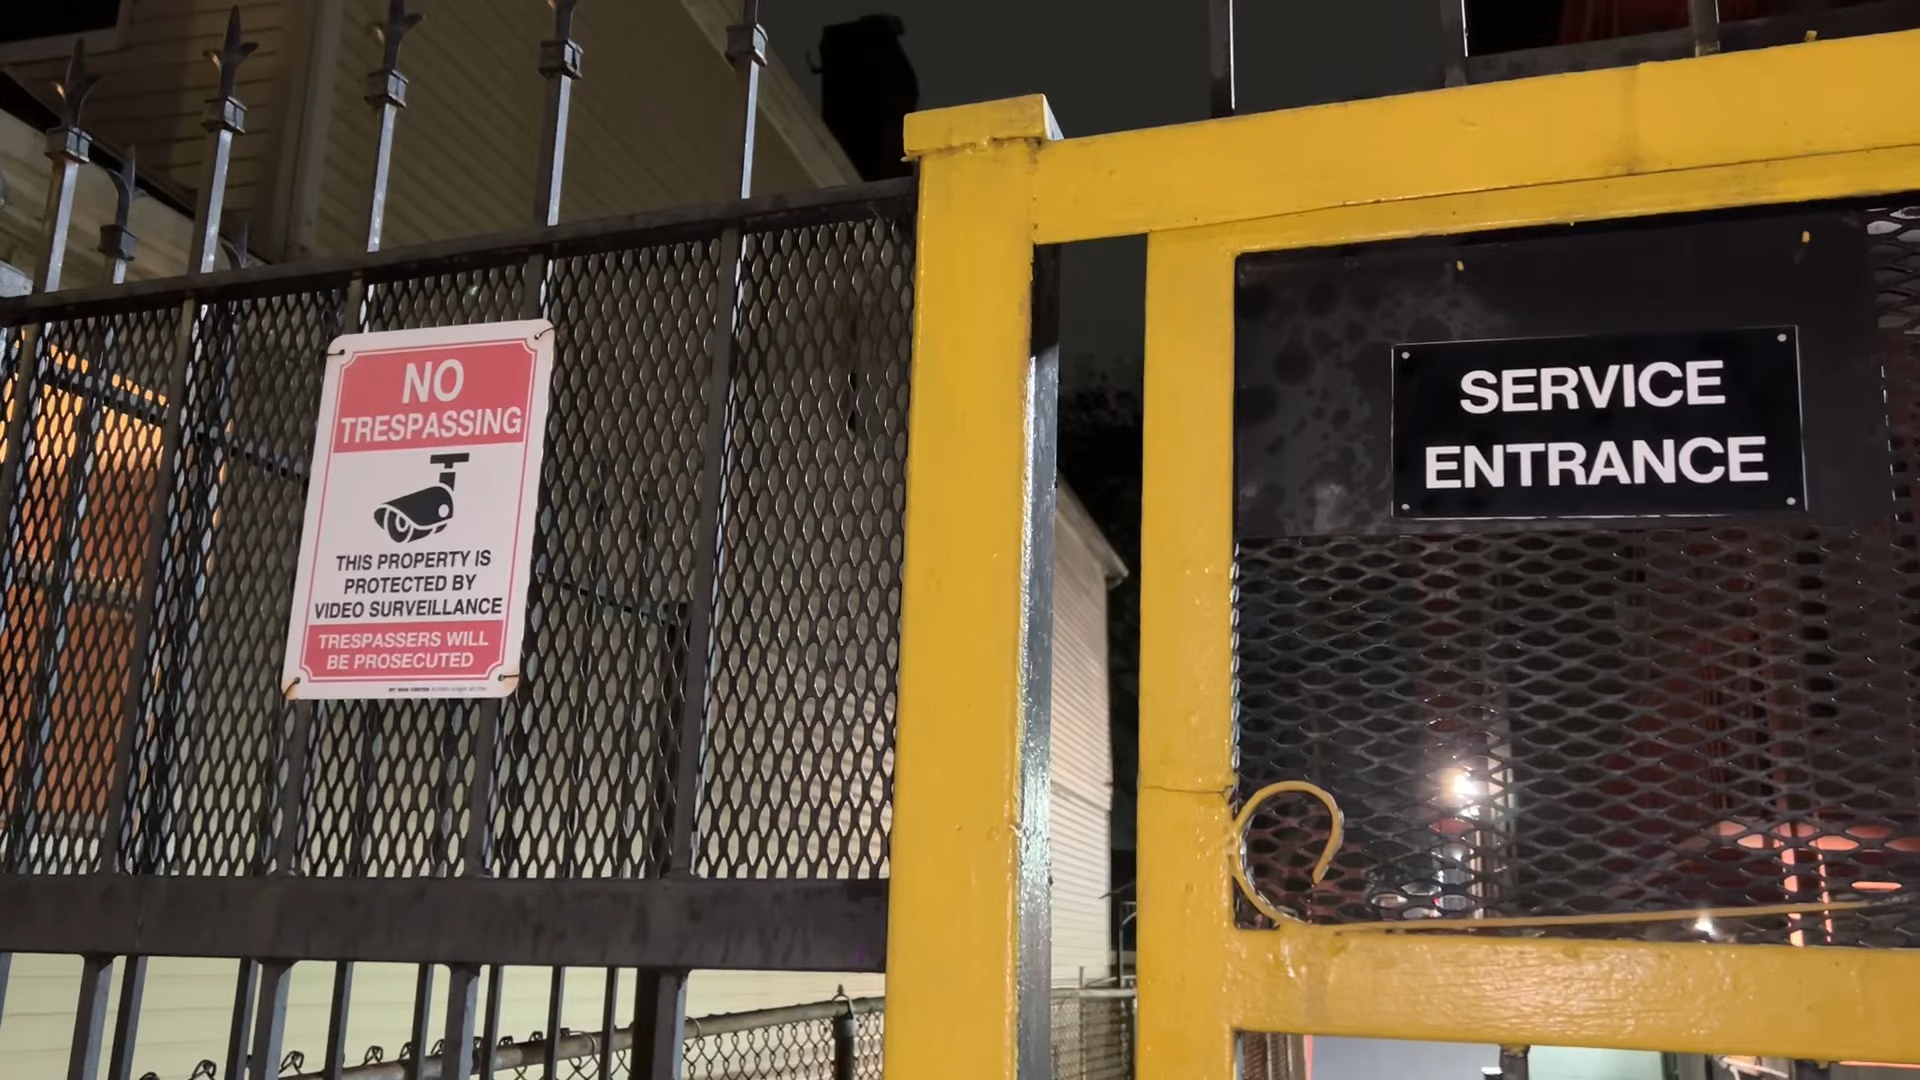 NO
TRESPASSING
THIS PROPERTY IS
PROTECTED BY
VIDEO SURVEILLANCE
TRESPASSERS WILL
BE PROSECUTED
SERVICE
ENTRANCE